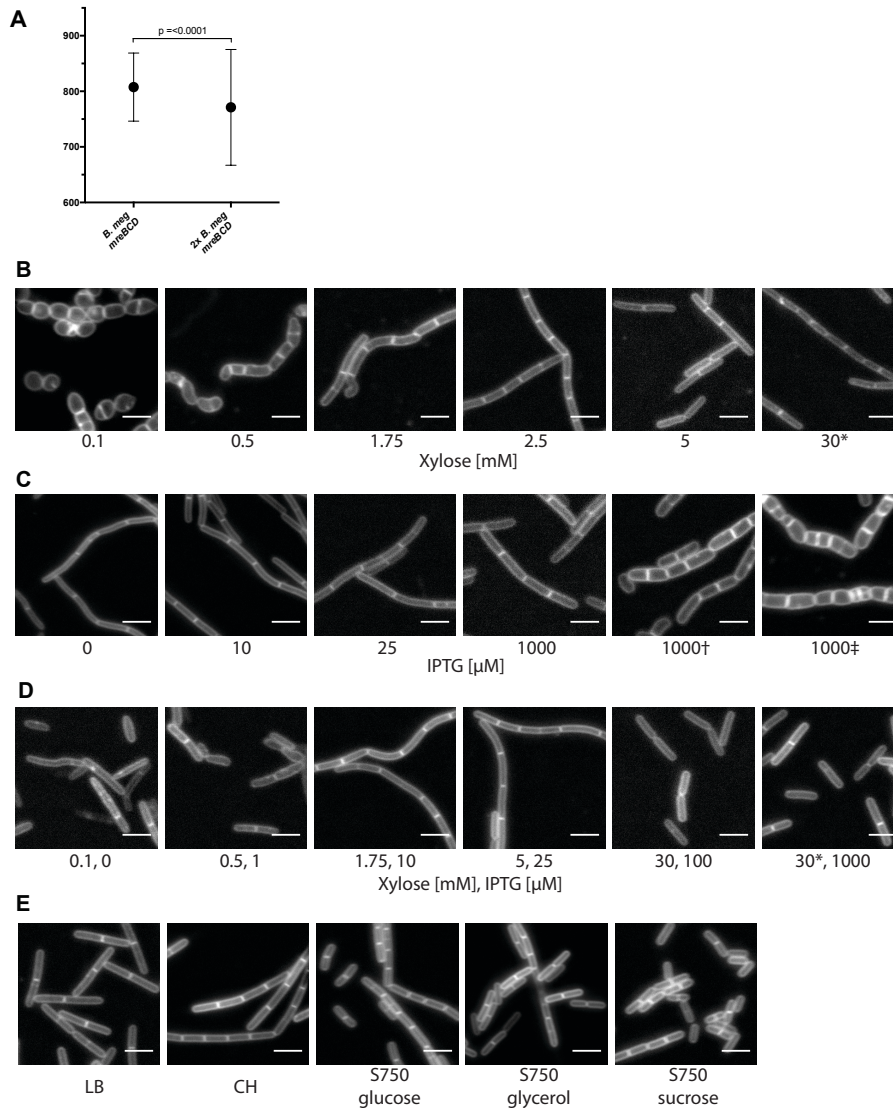 A
p =<0.0001
900
800
700
600
B. meg
mreBCD
2x B. meg
mreBCD
B
0.1 0.5 1.75 2.5 5 30*
Xylose [mM]
C
0 10 25 1000 1000† 1000‡
IPTG [µM]
D
0.1, 0 0.5, 1 1.75, 10 5, 25 30, 100 30*, 1000
Xylose [mM], IPTG [µM]
E
LB CH S750 S750 S750
glucose glycerol sucrose